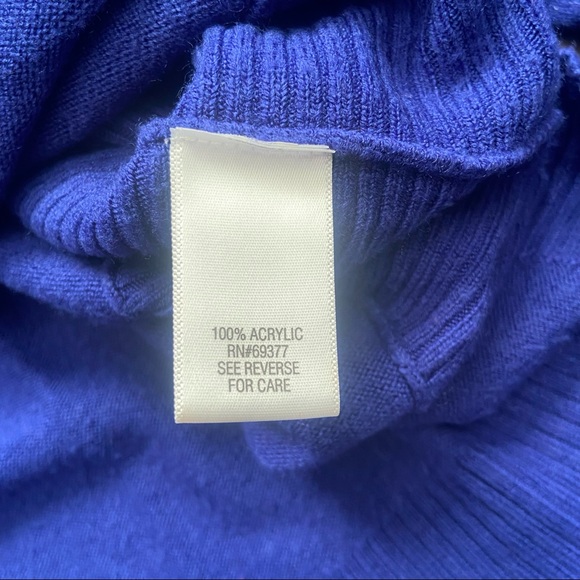 100% ACRYLIC
RN#69377
SEE REVERSE
FOR CARE